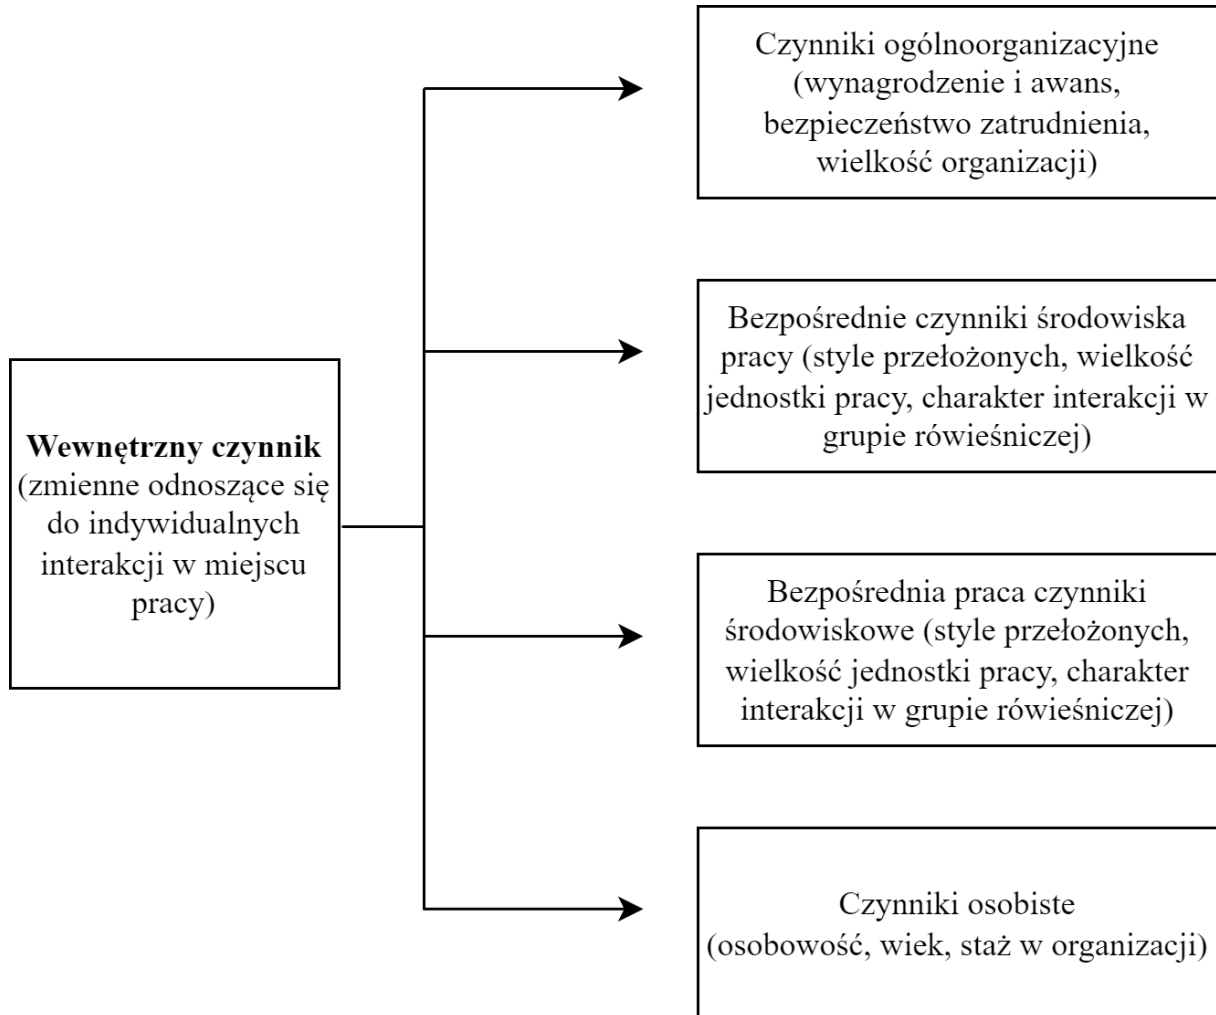 Czynniki ogólnoorganizacyjne
(wynagrodzenie i awans,
bezpieczeństwo zatrudnienia,
wielkość organizacji)
Bezpośrednie czynniki środowiska
pracy (style przełożonych, wielkość
jednostki pracy, charakter interakcji w
grupie rówieśniczej)
Wewnętrzny czynnik
(zmienne odnoszące się
do indywidualnych
interakcji w miejscu
pracy)
Bezpośrednia praca czynniki
środowiskowe (style przełożonych,
wielkość jednostki pracy, charakter
interakcji w grupie rówieśniczej)
Czynniki osobiste
(osobowość, wiek, staż w organizacji)